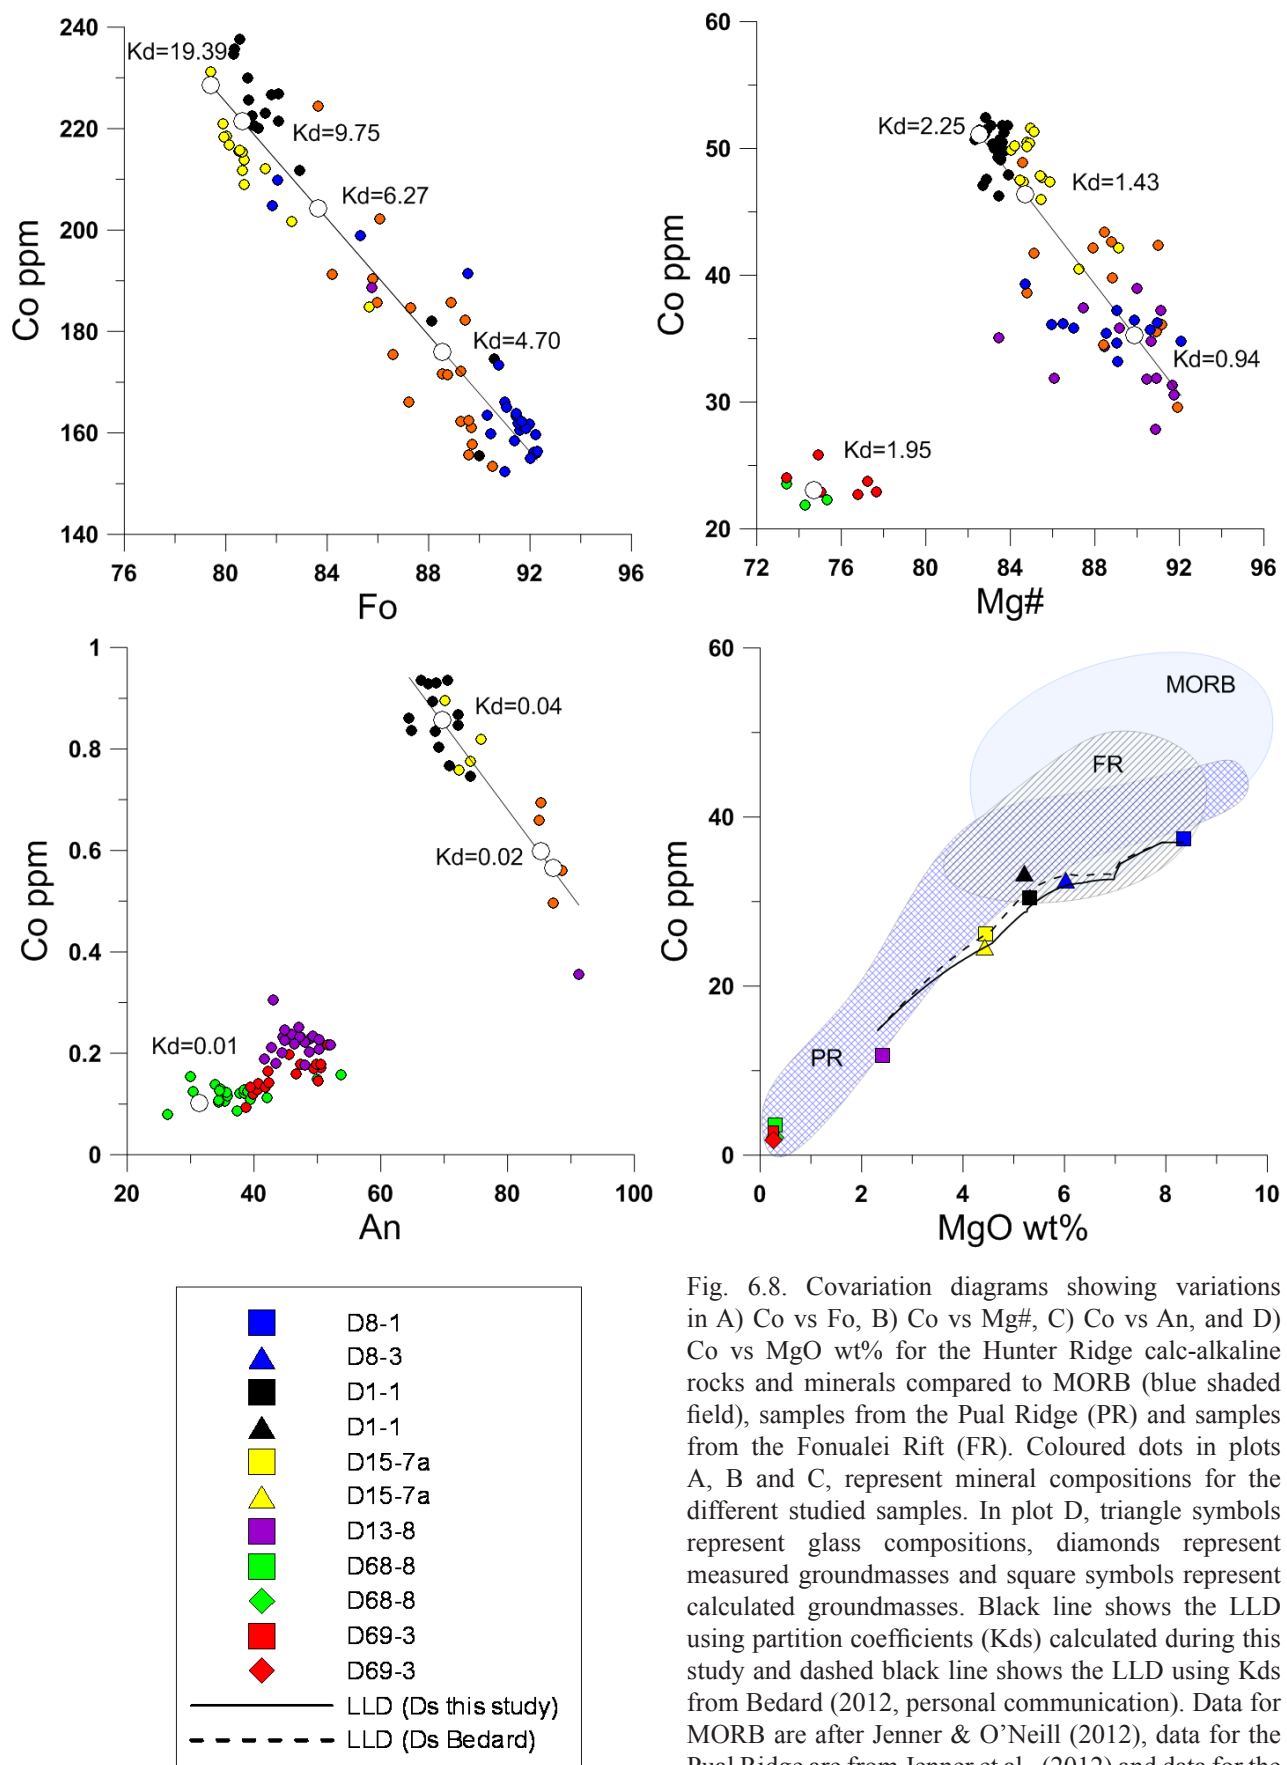 240
220
200
180
160
140
Co ppm
Kd=19.39
Kd=9.75
Kd=6.27
Kd=4.70
76 80 84 88 92 96
Fo
60
50
40
30
20
Co ppm
Kd=2.25
Kd=1.43
Kd=0.94
Kd=1.95
72 76 80 84 88 92 96
Mg#
1
0.8
0.6
0.4
0.2
0
Co ppm
Kd=0.04
Kd=0.02
Kd=0.01
20 40 60 80 100
An
60
40
20
0
Co ppm
MORB
FR
PR
0 2 4 6 8 10
MgO wt%
D8-1
D8-3
D1-1
D1-1
D15-7a
D15-7a
D13-8
D68-8
D68-8
D69-3
D69-3
LLD (Ds this study)
LLD (Ds Bedard)
Fig. 6.8. Covariation diagrams showing variations
in A) Co vs Fo, B) Co vs Mg#, C) Co vs An, and D)
Co vs MgO wt% for the Hunter Ridge calc-alkaline
rocks and minerals compared to MORB (blue shaded
field), samples from the Pual Ridge (PR) and samples
from the Fonualei Rift (FR). Coloured dots in plots
A, B and C, represent mineral compositions for the
different studied samples. In plot D, triangle symbols
represent glass compositions, diamonds represent
measured groundmasses and square symbols represent
calculated groundmasses. Black line shows the LLD
using partition coefficients (Kds) calculated during this
study and dashed black line shows the LLD using Kds
from Bedard (2012, personal communication). Data for
MORB are after Jenner & O'Neill (2012), data for the
Pual Ridge are from Jenner et al., (2012) and data for the